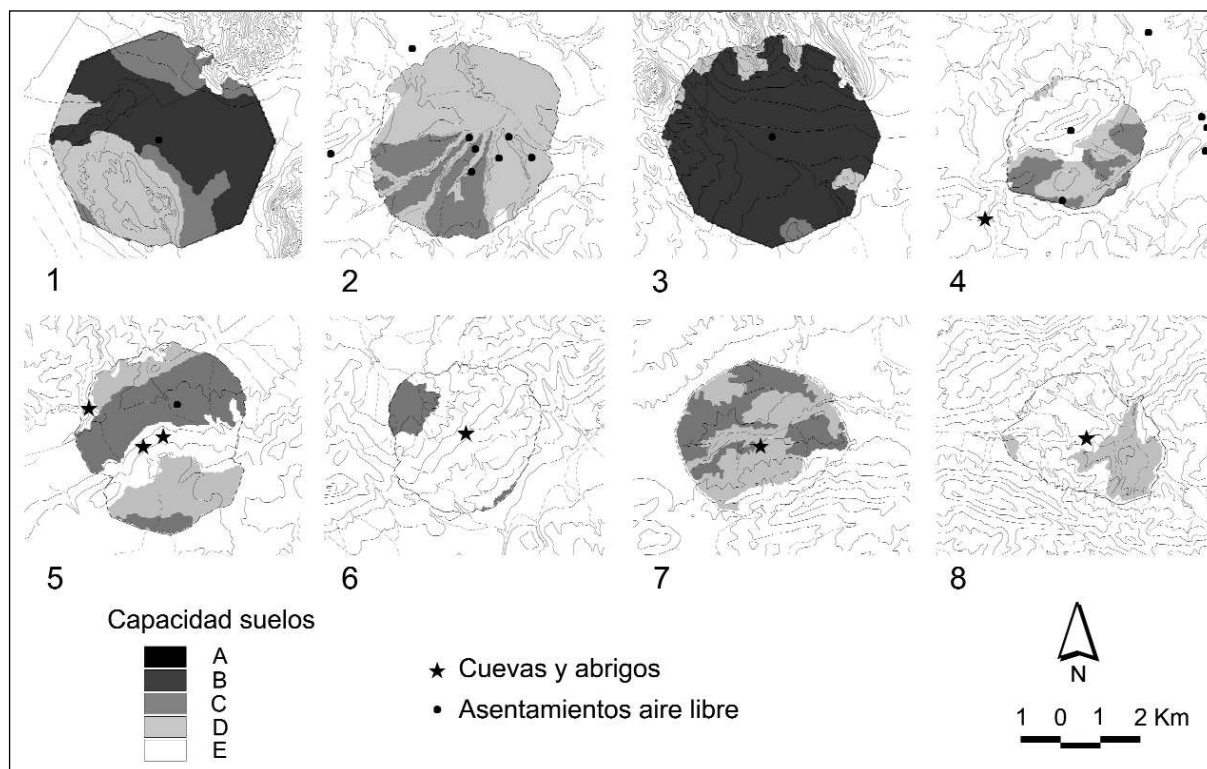 1 2 3 4
5 6 7 8
Capacidad suelos
A
B
C
D
E
★ Cuevas y abrigos
• Asentamientos aire libre
N
1 0 1 2 Km